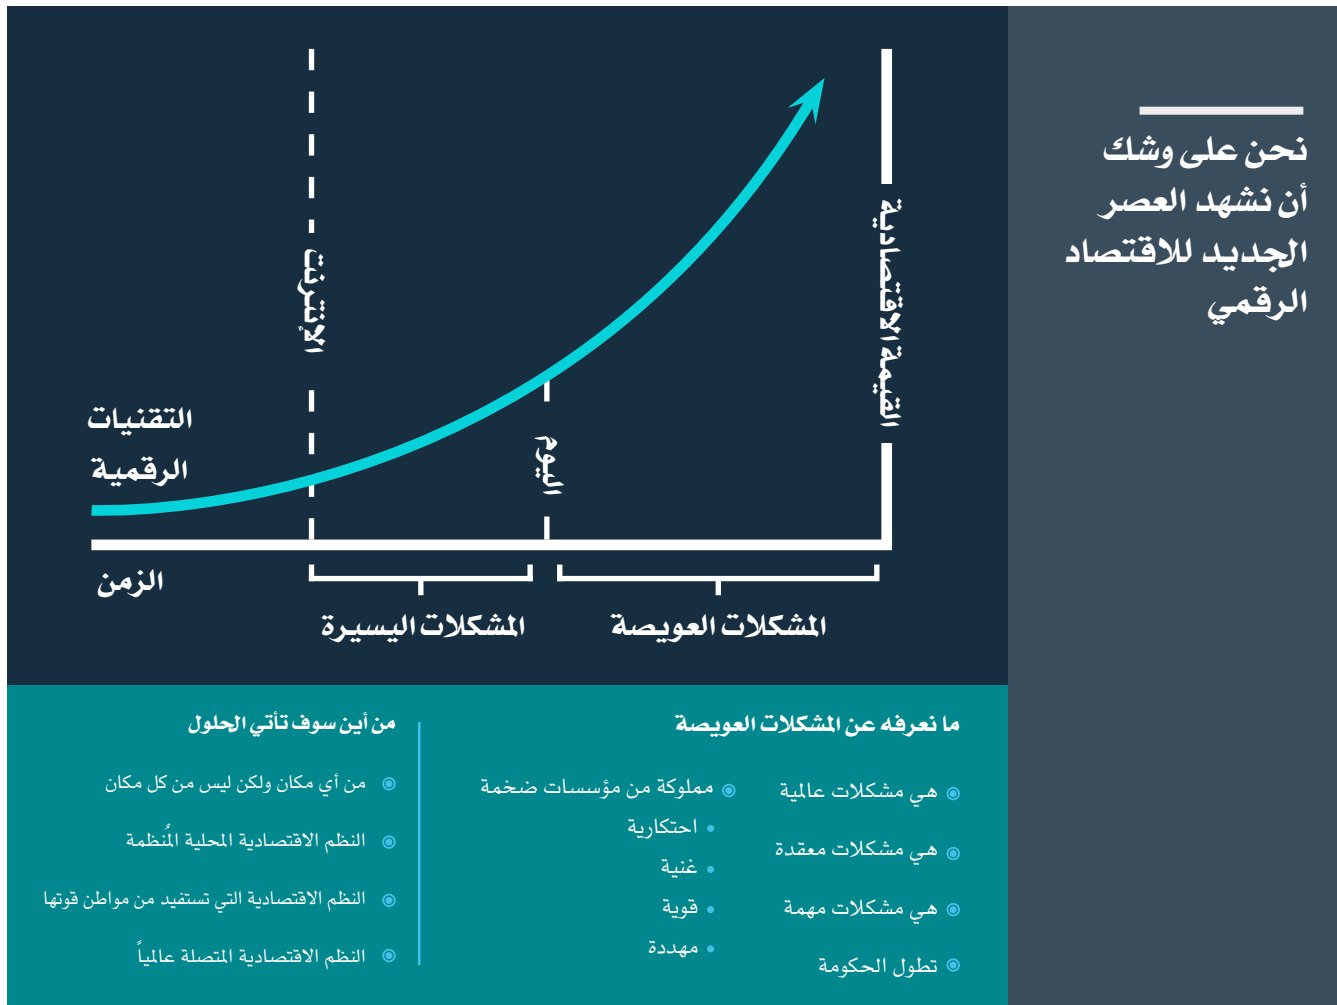 نحن على وشك
أن نشهد العصر
الجديد للاقتصاد
الرقمي
القيمة الاقتصادية
الإنترنت
اليوم
التقنيات
الرقمية
الزمن
المشكلات العويصة
المشكلات اليسيرة
ما نعرفه عن المشكلات العويصة
هي مشكلات عالمية
هي مشكلات معقدة
هي مشكلات مهمة
تطول الحكومة
مملوكة من مؤسسات ضخمة
احتكارية
غنية
قوية
مهددة
من أين سوف تأتي الحلول
من أي مكان ولكن ليس من كل مكان
النظم الاقتصادية المحلية المُنظمة
النظم الاقتصادية التي تستفيد من مواطن قوتها
النظم الاقتصادية المتصلة عالمياً